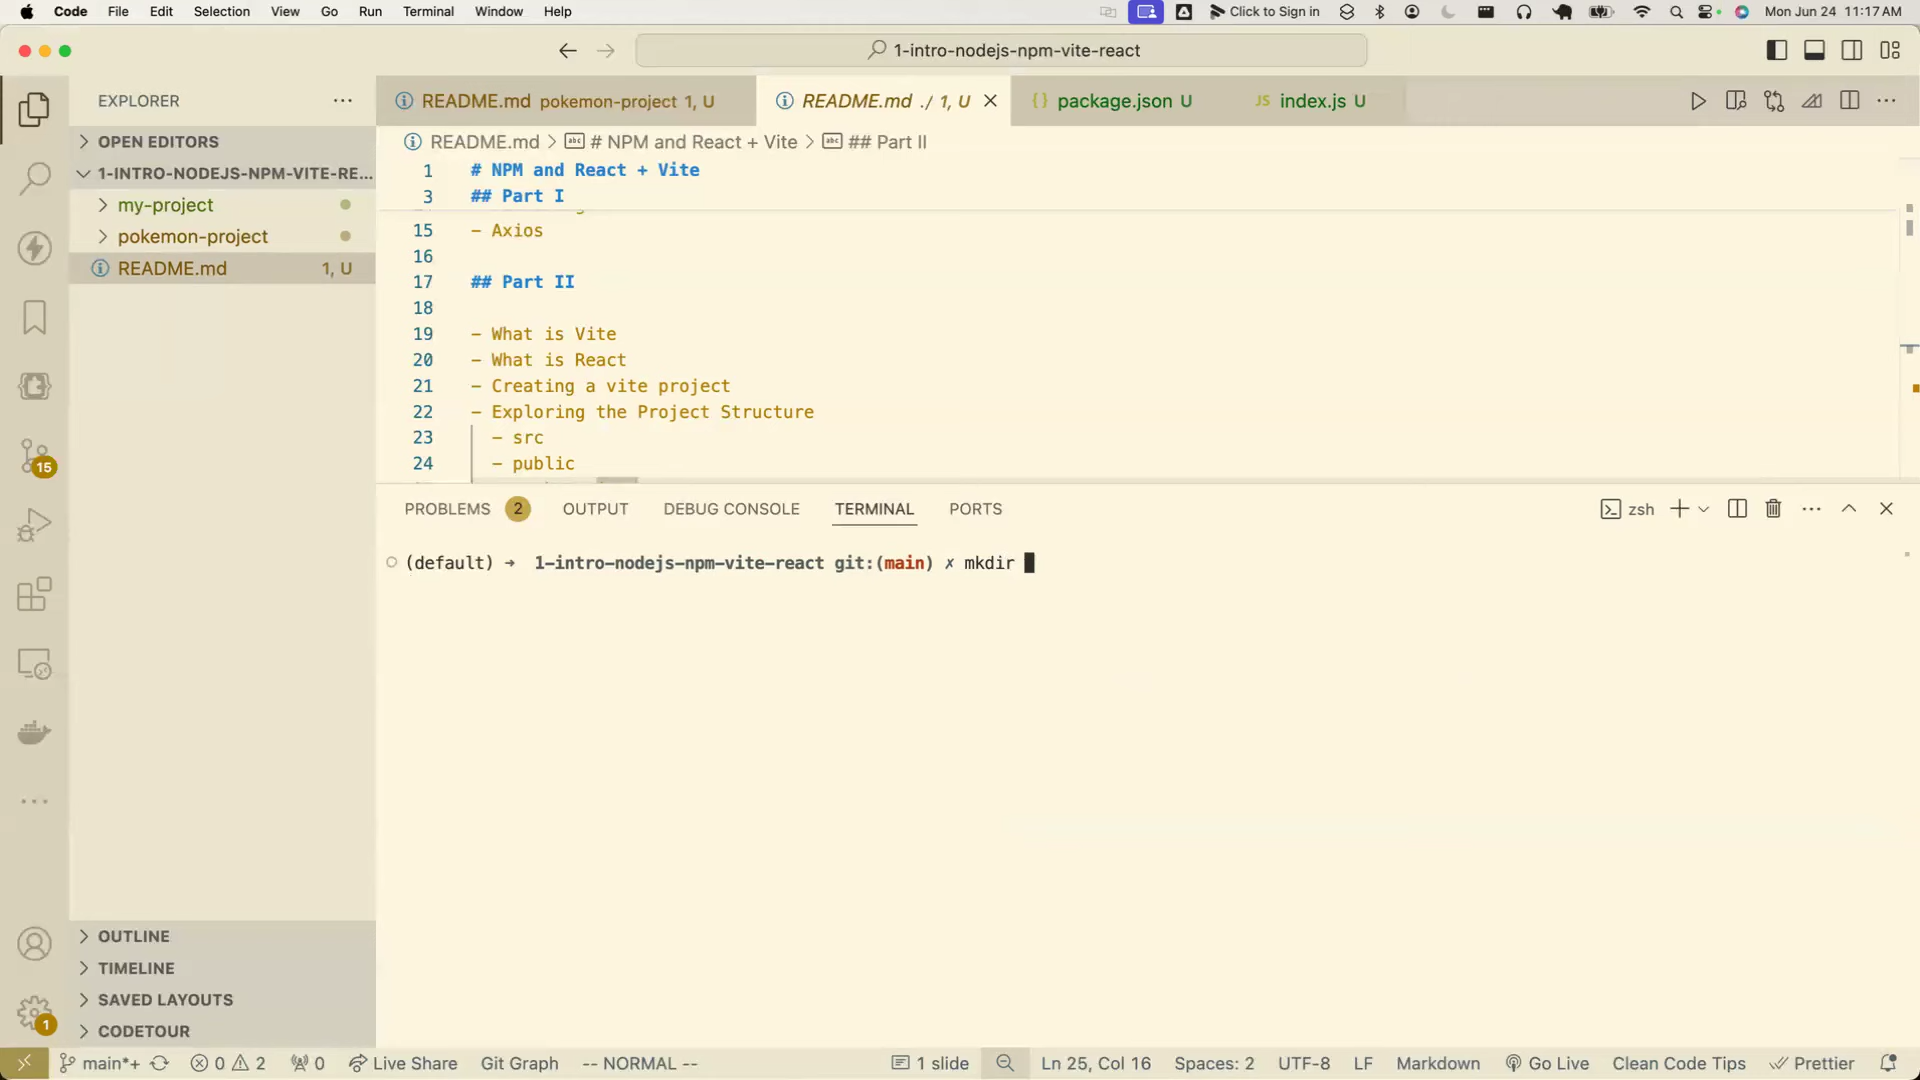 Code File Edit Selection View Go Run Terminal Window Help Click to Sign in Mon Jun 24 11:17 AM
1-intro-nodejs-npm-vite-react
EXPLORER
OPEN EDITORS
1-INTRO-NODEJS-NPM-VITE-RE...
my-project
pokemon-project
README.md 1, U
15
OUTLINE
TIMELINE
SAVED LAYOUTS
CODETOUR
1
README.md pokemon-project 1, U
README.md ./ 1, U
package.json U
JS index.js U
README.md > # NPM and React + Vite > ## Part II
1 # NPM and React + Vite
3 ## Part I
15 - Axios
16
17 ## Part II
18
19 - What is Vite
20 - What is React
21 - Creating a vite project
22 - Exploring the Project Structure
23 - src
24 - public
PROBLEMS 2 OUTPUT DEBUG CONSOLE TERMINAL PORTS zsh
(default) → 1-intro-nodejs-npm-vite-react git:(main) ✗ mkdir
main*+ 0 2 0 Live Share Git Graph -- NORMAL -- 1 slide Ln 25, Col 16 Spaces: 2 UTF-8 LF Markdown Go Live Clean Code Tips Prettier